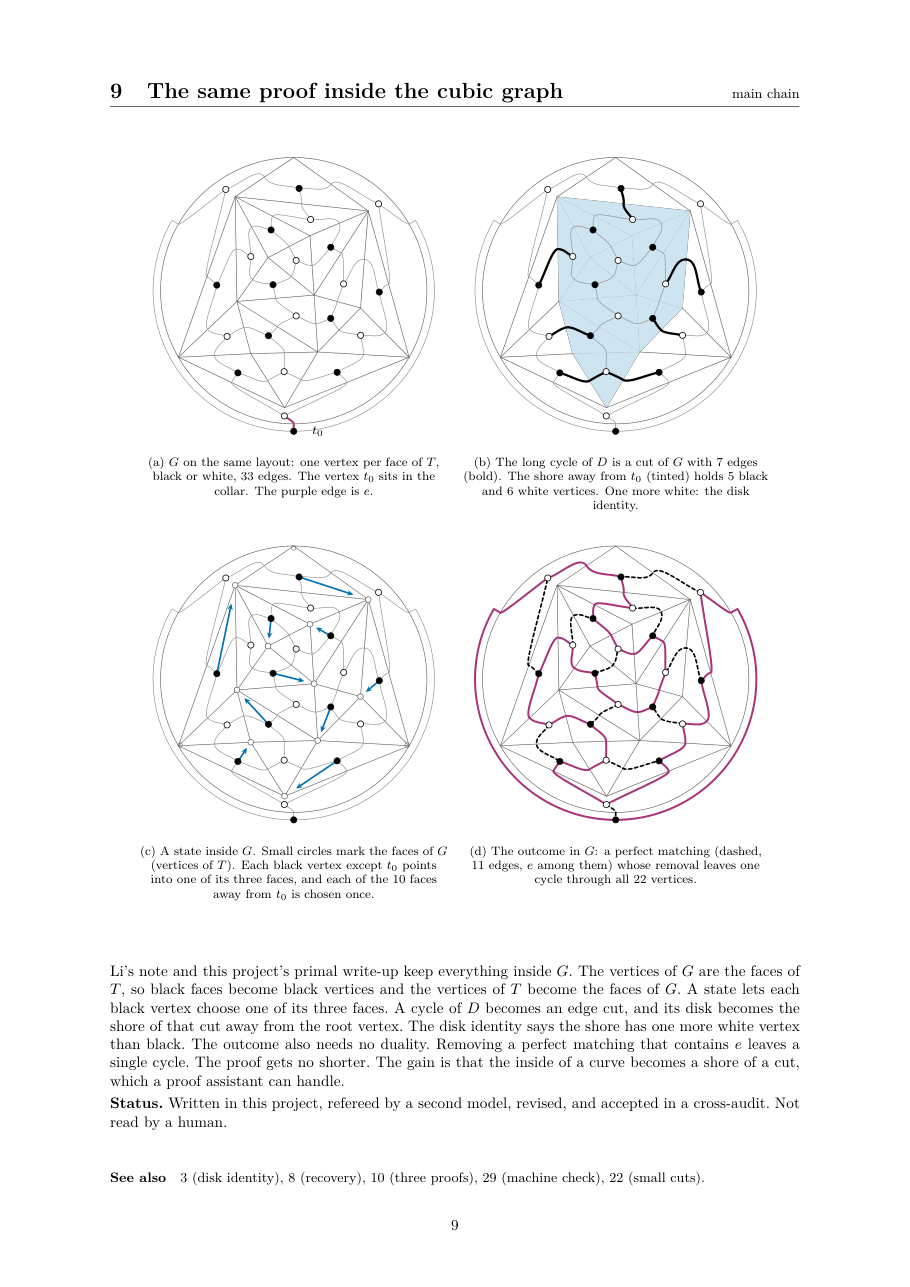 9 The same proof inside the cubic graph main chain
t0
(a) G on the same layout: one vertex per face of T,
black or white, 33 edges. The vertex t0 sits in the
collar. The purple edge is e.
(b) The long cycle of D is a cut of G with 7 edges
(bold). The shore away from t0 (tinted) holds 5 black
and 6 white vertices. One more white: the disk
identity.
(c) A state inside G. Small circles mark the faces of G
(vertices of T). Each black vertex except t0 points
into one of its three faces, and each of the 10 faces
away from t0 is chosen once.
(d) The outcome in G: a perfect matching (dashed,
11 edges, e among them) whose removal leaves one
cycle through all 22 vertices.
Li's note and this project's primal write-up keep everything inside G. The vertices of G are the faces of
T, so black faces become black vertices and the vertices of T become the faces of G. A state lets each
black vertex choose one of its three faces. A cycle of D becomes an edge cut, and its disk becomes the
shore of that cut away from the root vertex. The disk identity says the shore has one more white vertex
than black. The outcome also needs no duality. Removing a perfect matching that contains e leaves a
single cycle. The proof gets no shorter. The gain is that the inside of a curve becomes a shore of a cut,
which a proof assistant can handle.
Status. Written in this project, refereed by a second model, revised, and accepted in a cross-audit. Not
read by a human.
See also 3 (disk identity), 8 (recovery), 10 (three proofs), 29 (machine check), 22 (small cuts).
9